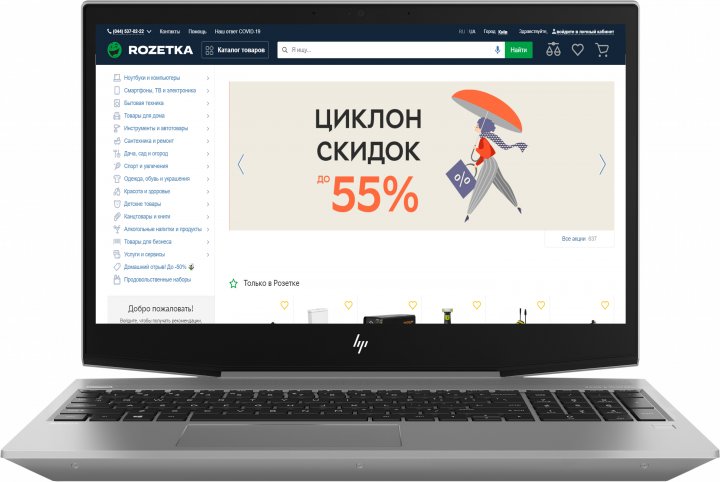 (044) 537-02-22
Контакты
Помощь
Наш ответ COVID-19
RU
UA
Город Київ
Здравствуйте, войдите в личный кабинет
ROZETKA
Каталог товаров
Я ищу...
Найти
Ноутбуки и компьютеры
Смартфоны, ТВ и электроника
Бытовая техника
Товары для дома
Инструменты и автотовары
Сантехника и ремонт
Дача, сад и огород
Спорт и увлечения
Одежда, обувь и украшения
Красота и здоровье
Детские товары
Канцтовары и книги
Алкогольные напитки и продукты
Товары для бизнеса
Услуги и сервисы
Домашний отрыв! До -50%
Продовольственные наборы
Добро пожаловать!
Войдите, чтобы получать рекомендации,
ЦИКЛОН
СКИДОК
ДО 55%
%
Все акции 637
Только в Розетке
hp